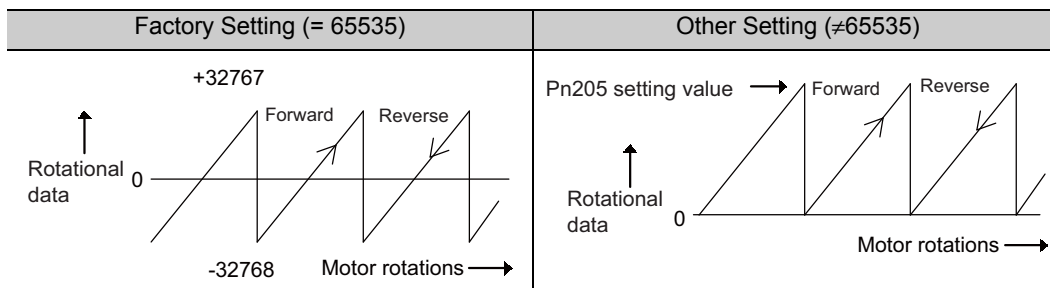 Factory Setting (= 65535)
Other Setting (≠65535)
+32767
Forward
Reverse
Rotational
data
0
-32768
Motor rotations
Pn205 setting value
Forward
Reverse
Rotational
data
0
Motor rotations